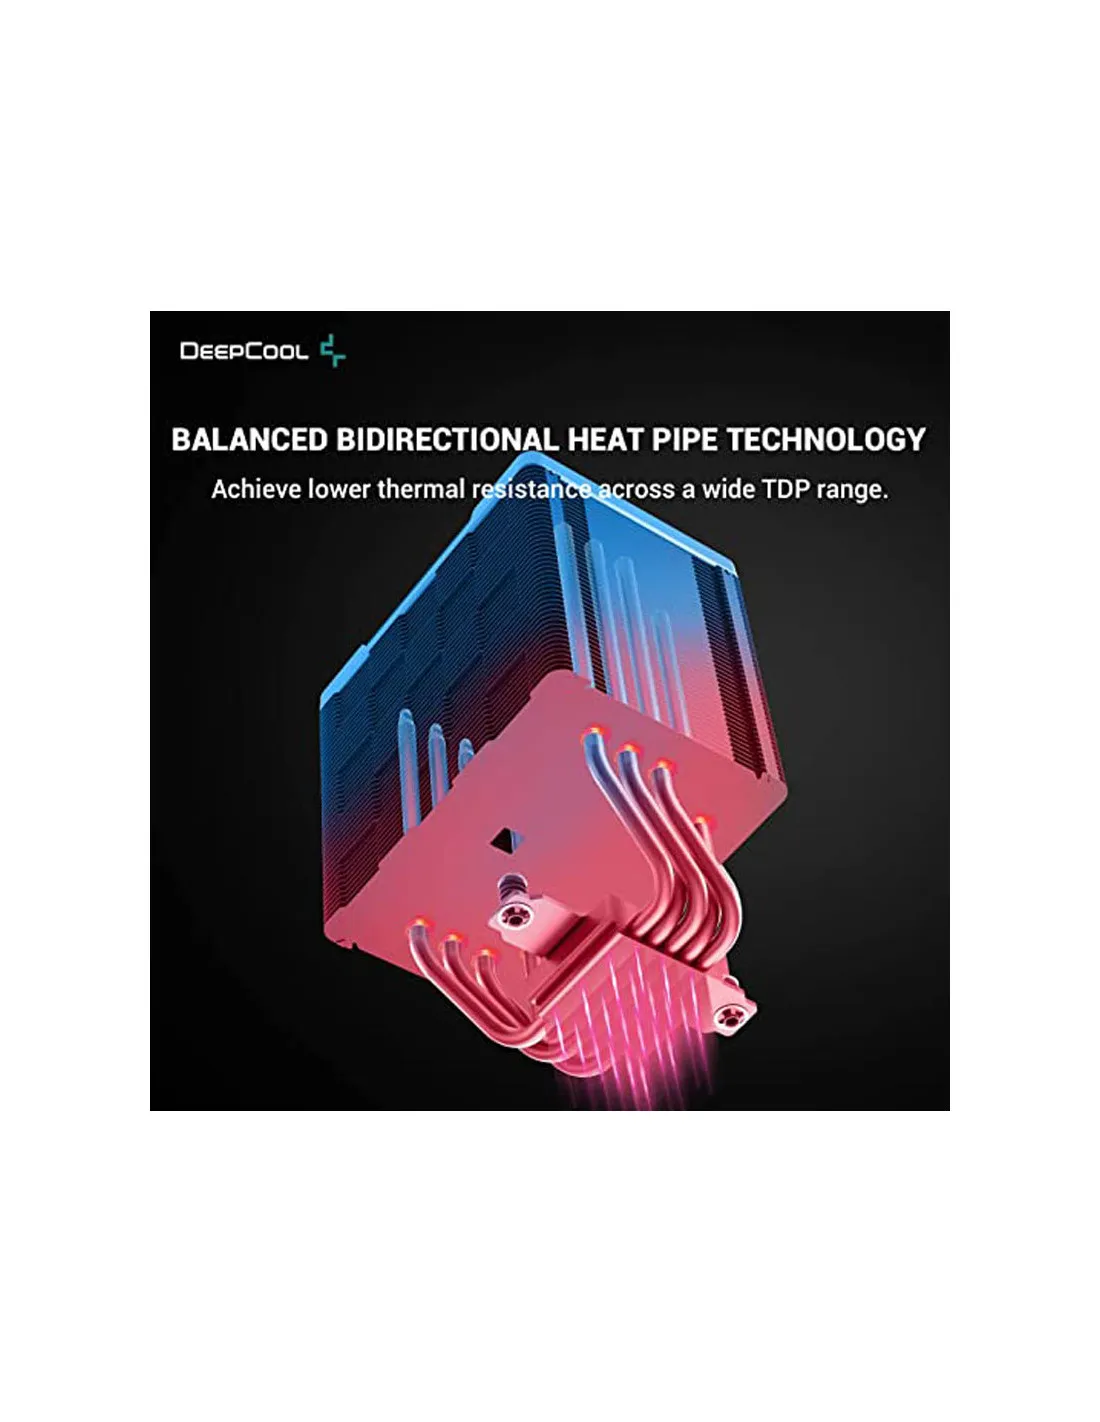 DEEPCOOL
BALANCED BIDIRECTIONAL HEAT PIPE TECHNOLOGY
Achieve lower thermal resistance across a wide TDP range.